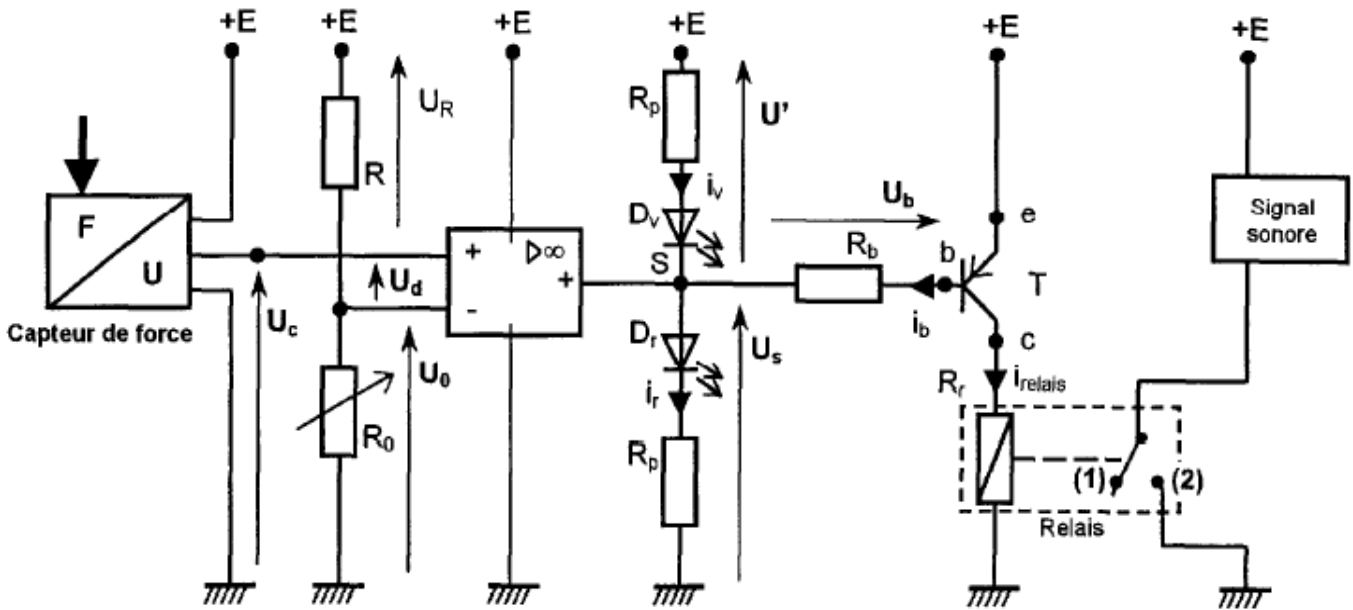 +E
+E
+E
+E
+E
+E
F
U
Capteur de force
U_c
U_R
R
U_d
U_0
R_0
+
-
▷∞
+
R_p
U'
i_v
D_v
S
D_r
i_r
R_p
U_s
U_b
R_b
b
i_b
e
T
c
R_r
i_relais
(1)
(2)
Relais
Signal
sonore